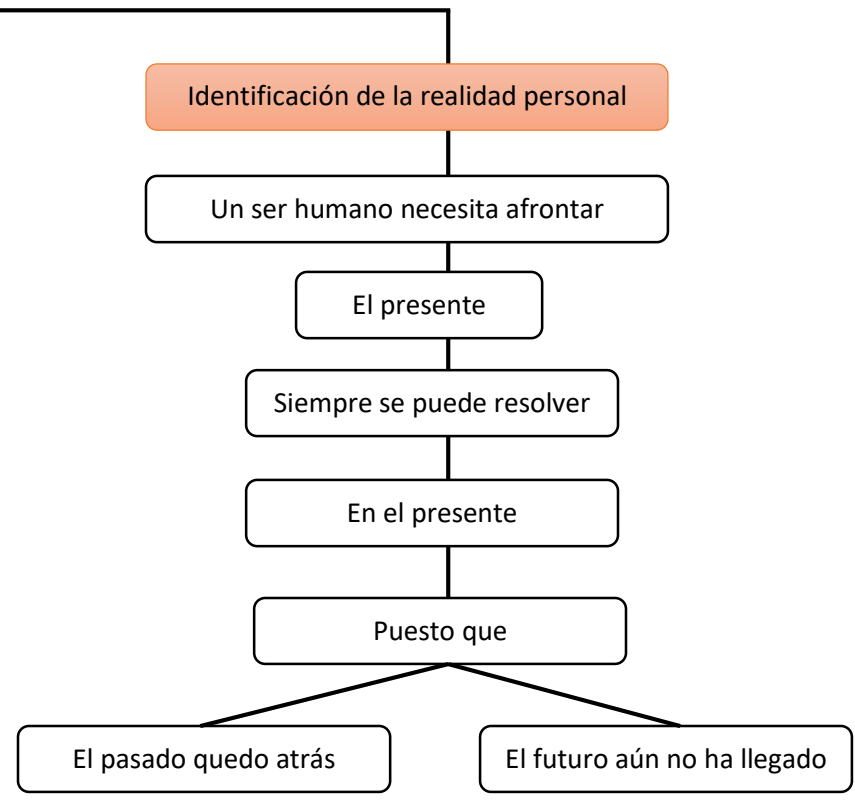 Identificación de la realidad personal
Un ser humano necesita afrontar
El presente
Siempre se puede resolver
En el presente
Puesto que
El pasado quedo atrás
El futuro aún no ha llegado